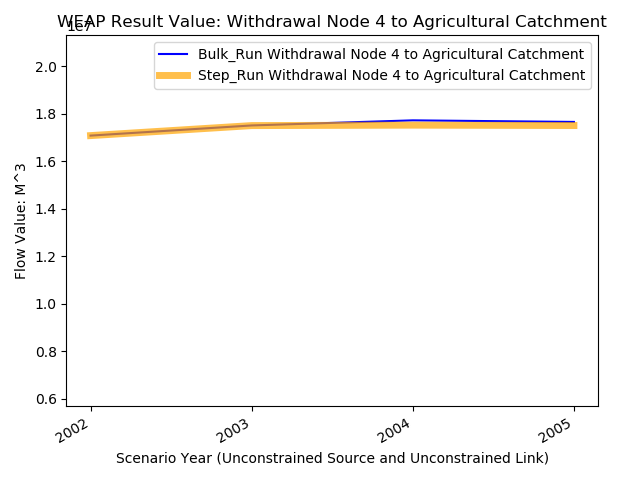 WEAP Result Value: Withdrawal Node 4 to Agricultural Catchment
1e7
Bulk_Run Withdrawal Node 4 to Agricultural Catchment
Step_Run Withdrawal Node 4 to Agricultural Catchment
2.0
1.8
1.6
1.4
1.2
1.0
0.8
0.6
Flow Value: M^3
2002
2003
2004
2005
Scenario Year (Unconstrained Source and Unconstrained Link)